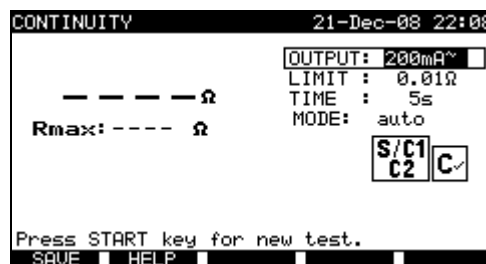 CONTINUITY 21-Dec-08 22:08
OUTPUT: 200mA~
LIMIT : 0.01Ω
TIME : 5s
MODE: auto
– – – – Ω
Rmax:---- Ω
S/C1
C2
C✓
Press START key for new test.
SAVE HELP